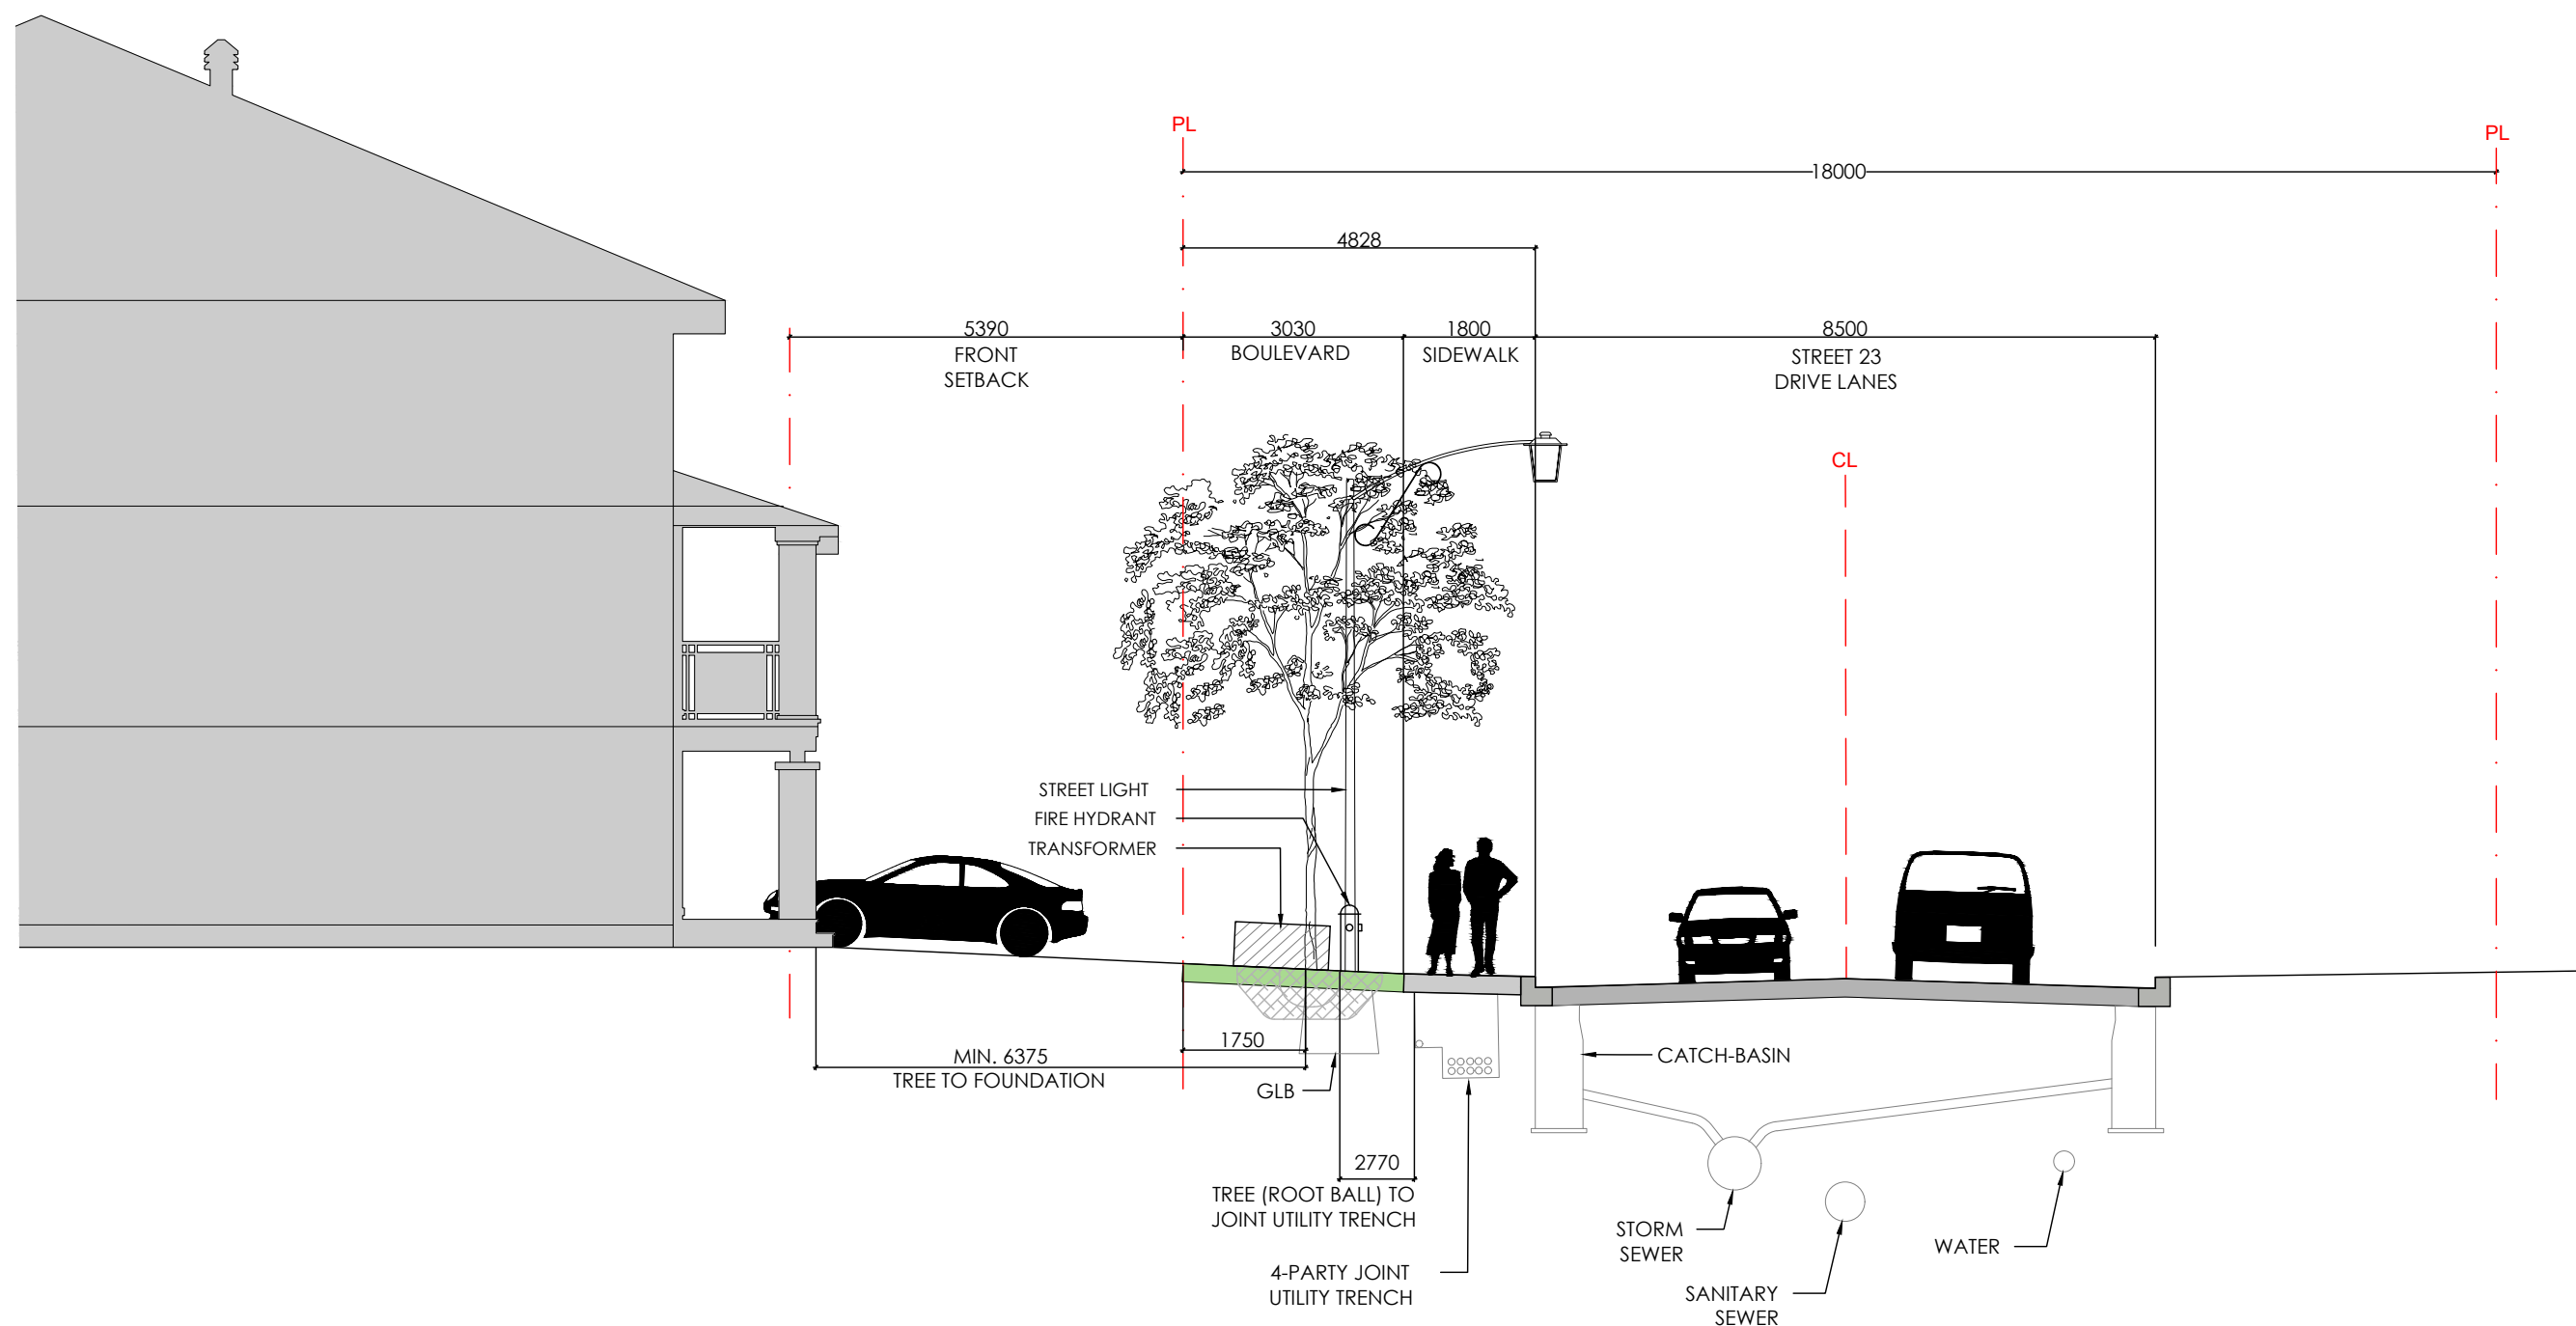 PL
PL
18000
4828
5390
FRONT
SETBACK
3030
BOULEVARD
1800
SIDEWALK
8500
STREET 23
DRIVE LANES
CL
STREET LIGHT
FIRE HYDRANT
TRANSFORMER
1750
MIN. 6375
TREE TO FOUNDATION
GLB
CATCH-BASIN
2770
TREE (ROOT BALL) TO
JOINT UTILITY TRENCH
4-PARTY JOINT
UTILITY TRENCH
STORM
SEWER
SANITARY
SEWER
WATER